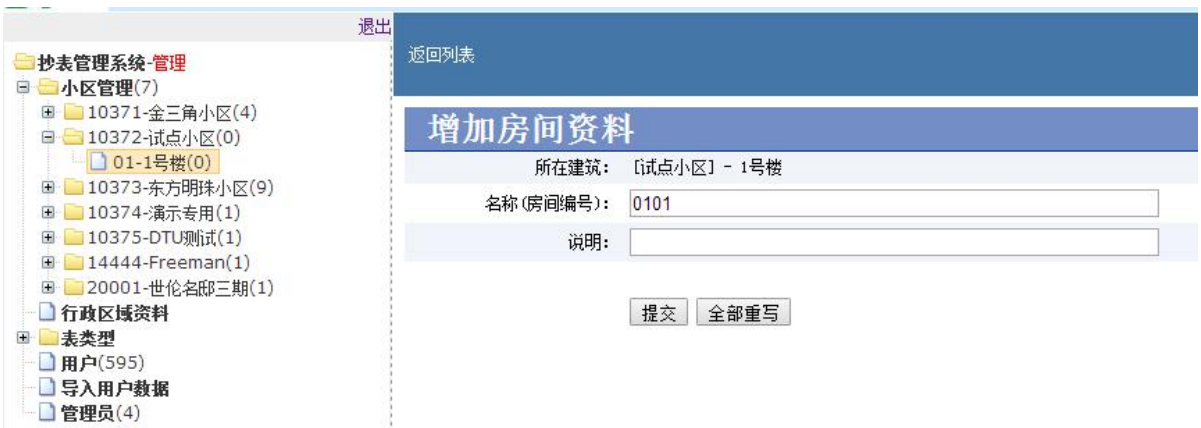 退出
抄表管理系统-管理
小区管理(7)
10371-金三角小区(4)
10372-试点小区(0)
01-1号楼(0)
10373-东方明珠小区(9)
10374-演示专用(1)
10375-DTU测试(1)
14444-Freeman(1)
20001-世伦名邸三期(1)
行政区域资料
表类型
用户(595)
导入用户数据
管理员(4)
返回列表
增加房间资料
所在建筑: [试点小区] - 1号楼
名称(房间编号): 0101
说明:
提交 全部重写